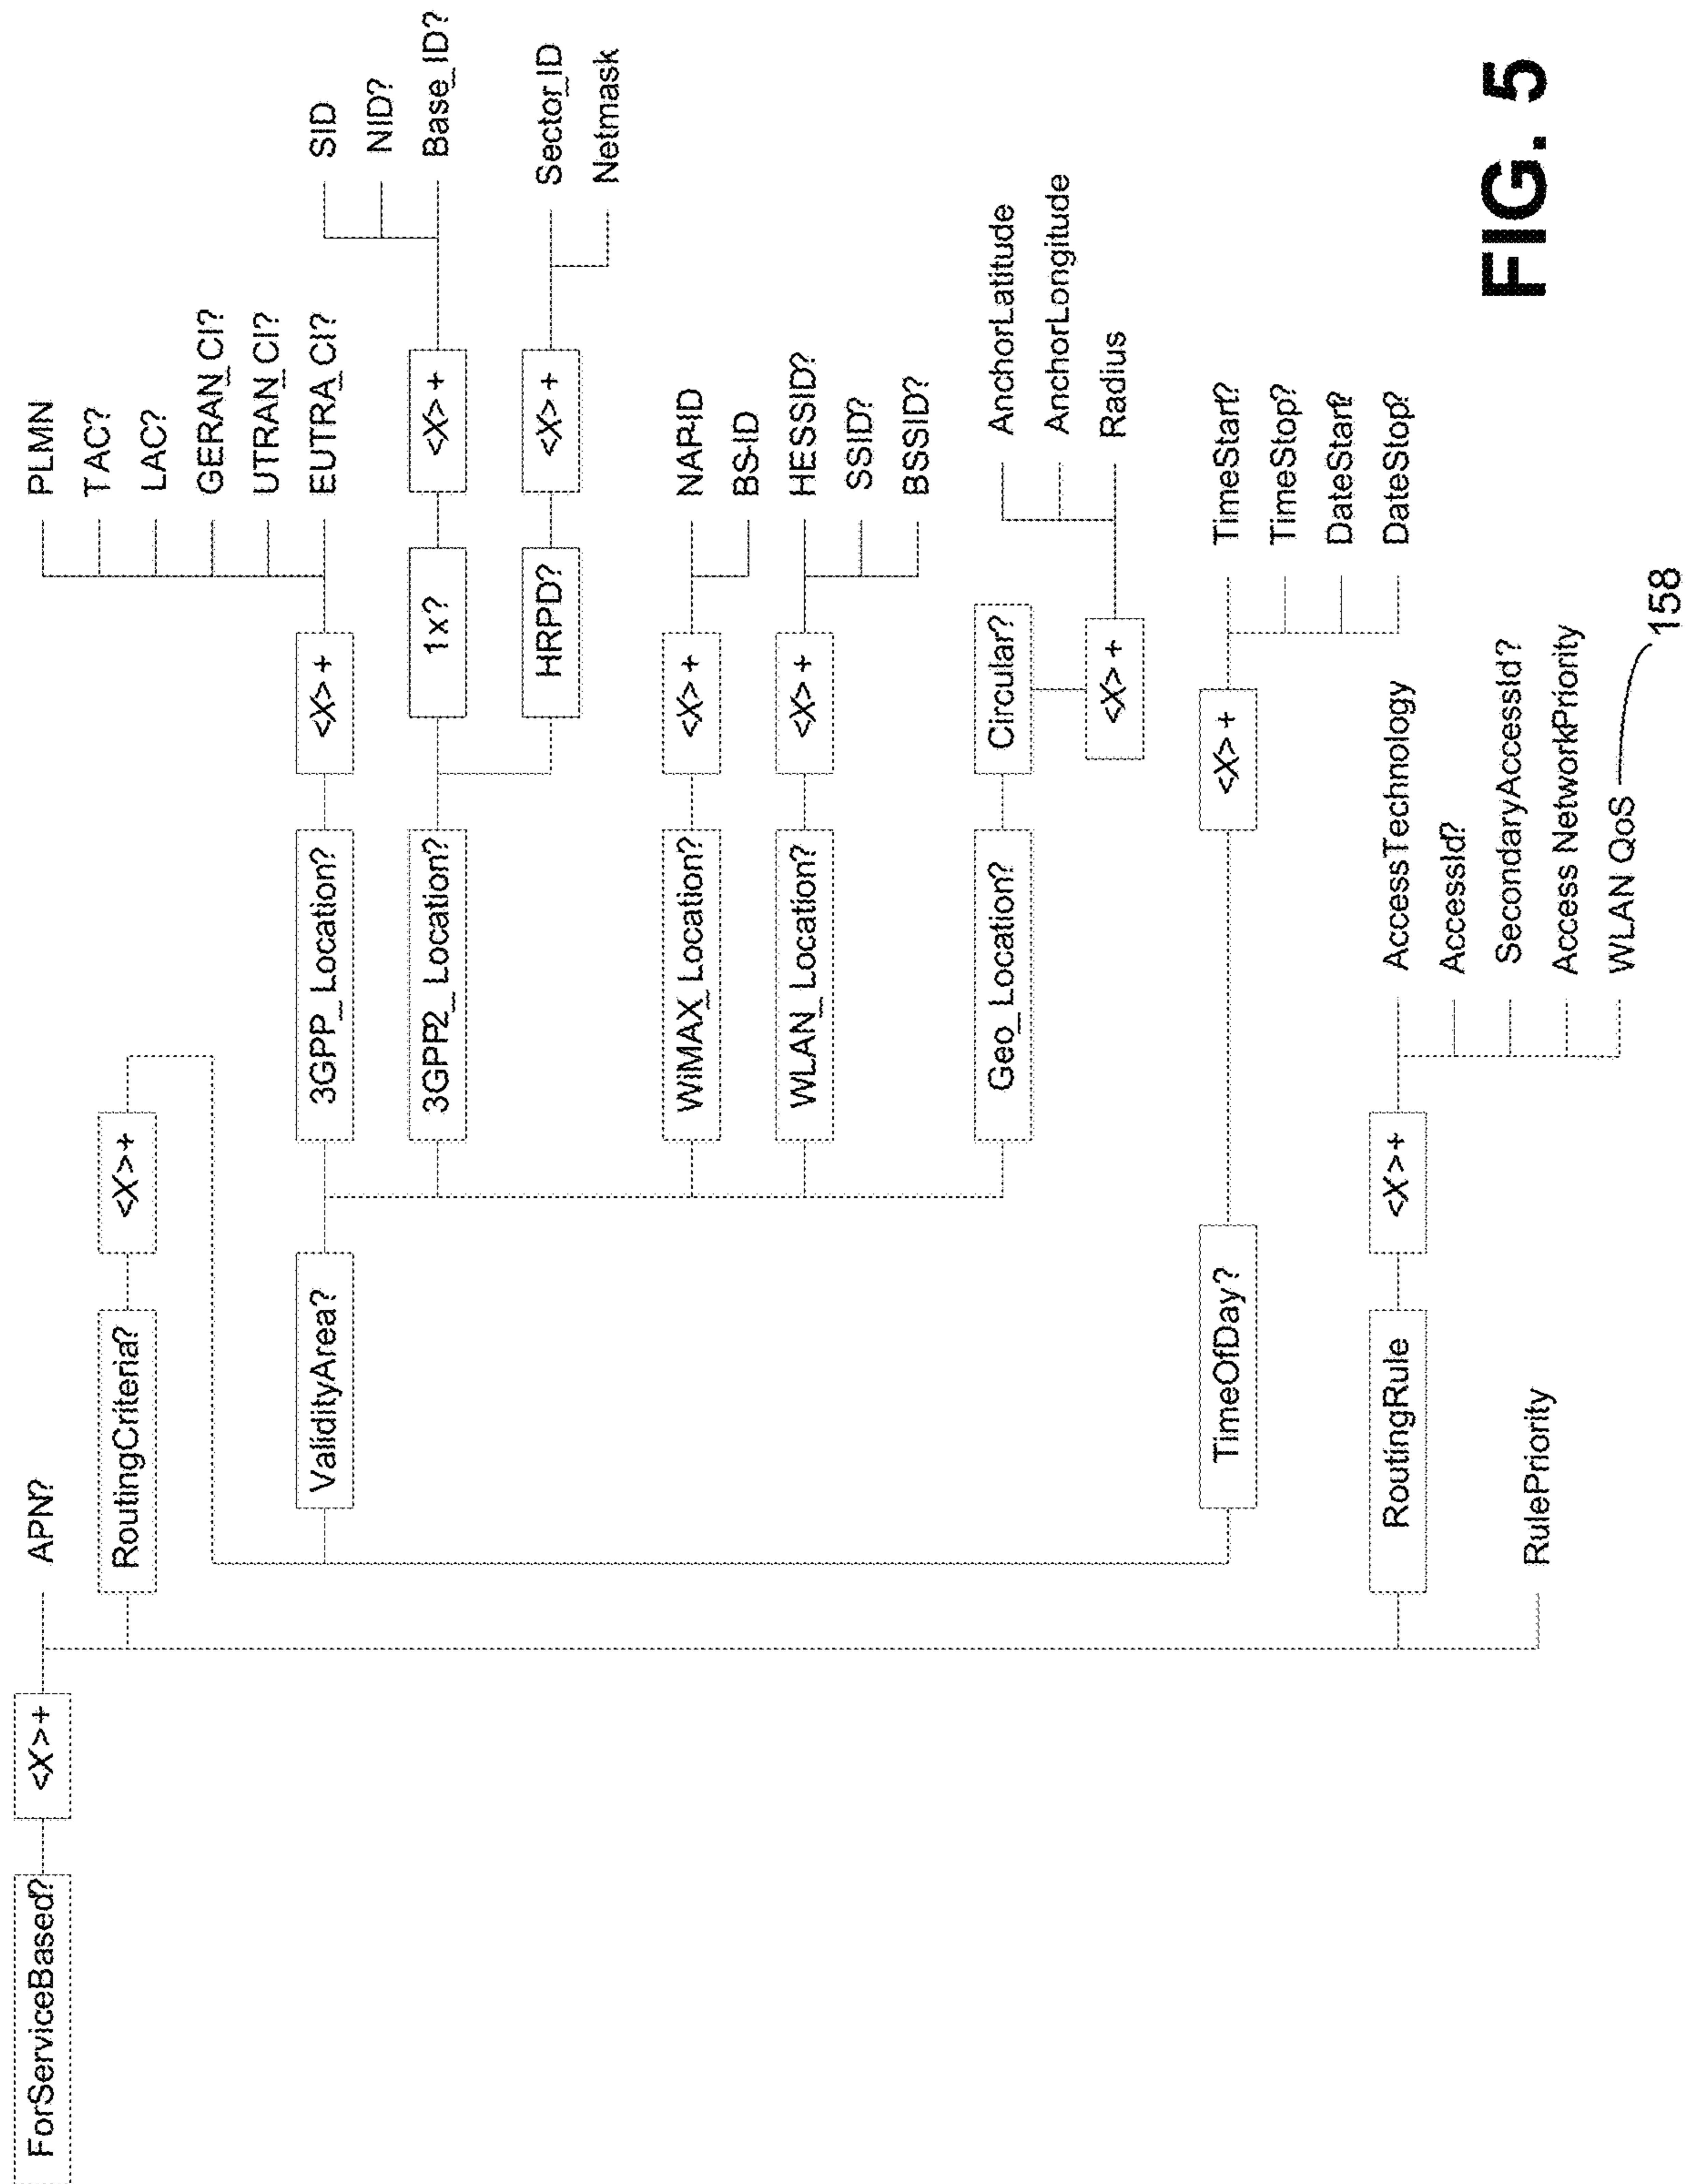 ForServiceBased?
<X>+
APN?
RoutingCriteria?
<X>+
ValidityArea?
3GPP_Location?
<X>+
PLMN
TAC?
LAC?
GERAN_CI?
UTRAN_CI?
EUTRA_CI?
3GPP2_Location?
1x?
<X>+
SID
NID?
Base_ID?
HRPD?
<X>+
Sector_ID
Netmask
WiMAX_Location?
<X>+
NAP-ID
BS-ID
WLAN_Location?
<X>+
HESSID?
SSID?
BSSID?
Geo_Location?
Circular?
<X>+
AnchorLatitude
AnchorLongitude
Radius
TimeOfDay?
<X>+
TimeStart?
TimeStop?
DateStart?
DateStop?
RoutingRule
<X>+
AccessTechnology
AccessId?
SecondaryAccessId?
Access NetworkPriority
WLAN QoS
158
RulePriority
FIG. 5